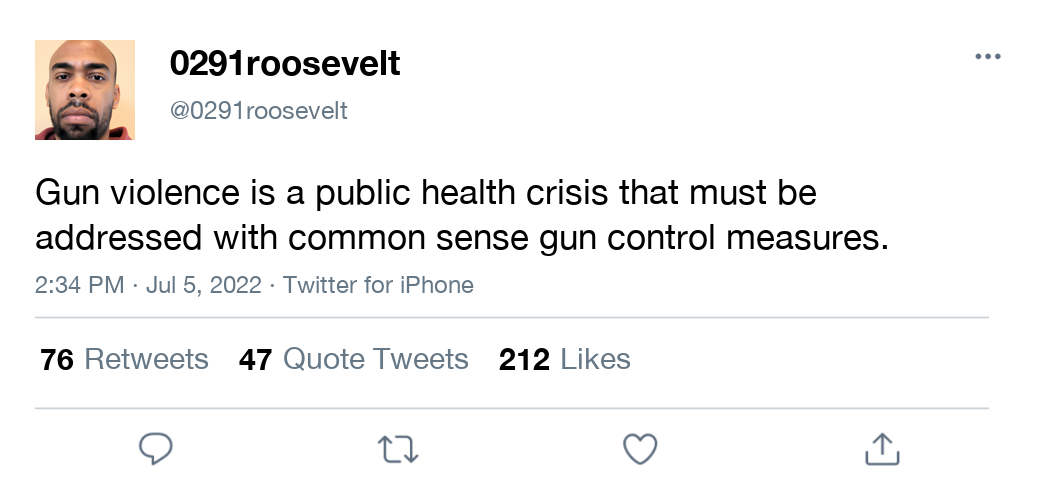 0291roosevelt
@0291roosevelt
Gun violence is a public health crisis that must be
addressed with common sense gun control measures.
2:34 PM · Jul 5, 2022 · Twitter for iPhone
76 Retweets 47 Quote Tweets 212 Likes